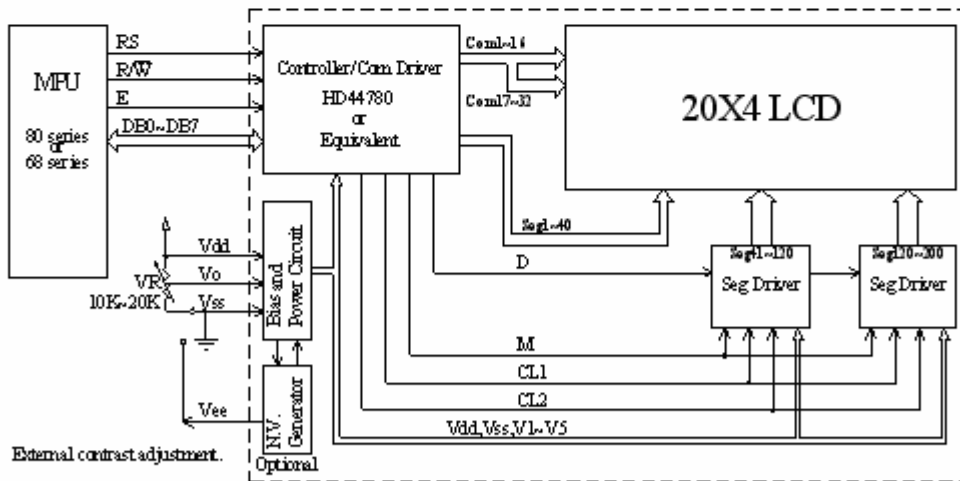 MPU
80 series
or
68 series
RS
R/W
E
DB0~DB7
Controller/Com Driver
HD44780
or
Equivalent
Com1~16
Com17~32
20X4 LCD
Seg1~40
Vdd
Vo
VR
10K~20K
Vss
Bias and
Power Circuit
D
Seg41~120
Seg Driver
Seg120~200
Seg Driver
M
CL1
CL2
Vdd,Vss,V1~V5
Vee
N.V.
Generator
Optional
External contrast adjustment.